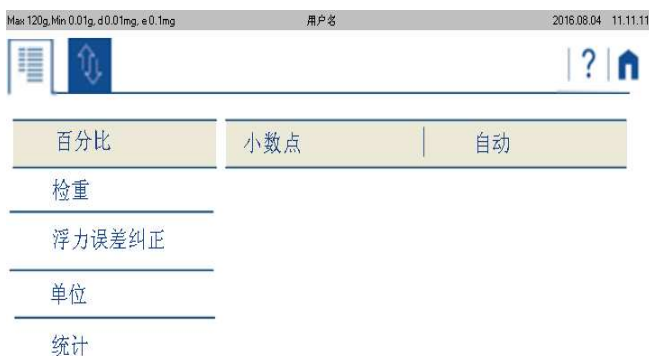 Max 120g,Min 0.01g, d 0.01mg, e 0.1mg 用户名 2016.08.04 11.11.11
?
百分比 小数点 自动
检重
浮力误差纠正
单位
统计